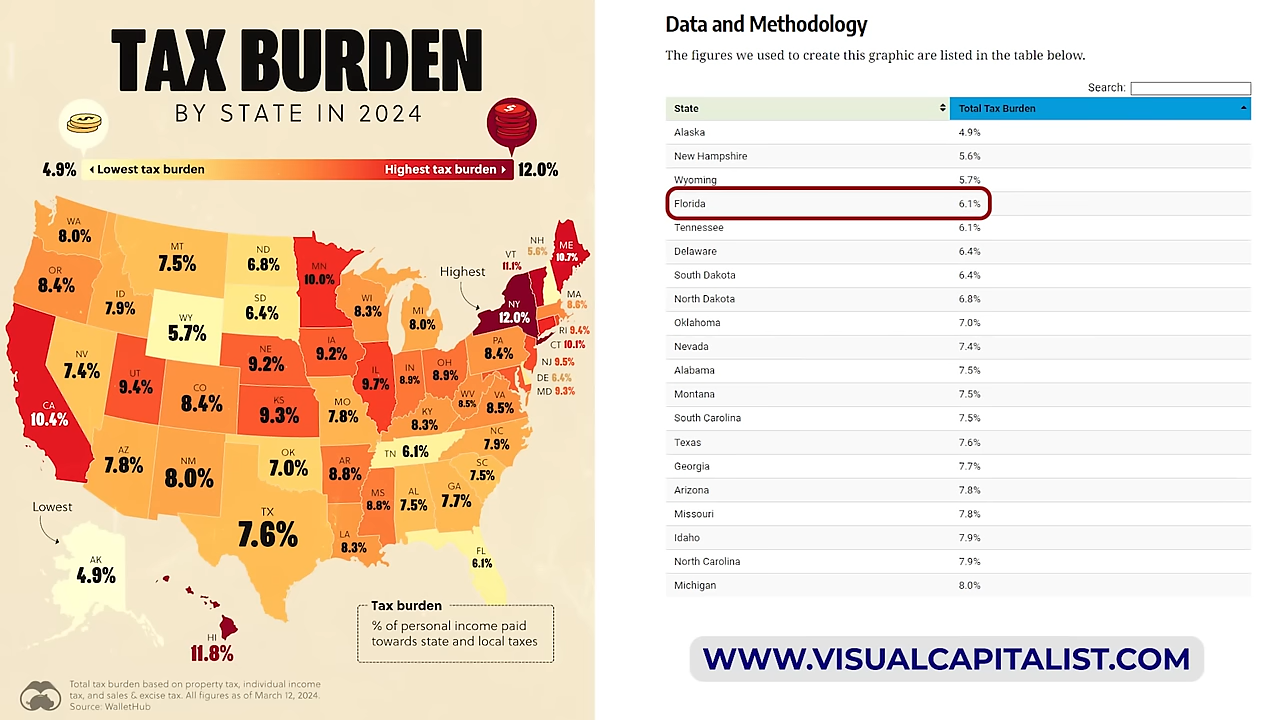 TAX BURDEN
BY STATE IN 2024
4.9%
Lowest tax burden
Highest tax burden
12.0%
WA
8.0%
OR
8.4%
CA
10.4%
ID
7.9%
NV
7.4%
MT
7.5%
WY
5.7%
UT
9.4%
AZ
7.8%
CO
8.4%
NM
8.0%
ND
6.8%
SD
6.4%
NE
9.2%
KS
9.3%
OK
7.0%
TX
7.6%
MN
10.0%
IA
9.2%
MO
7.8%
AR
8.8%
LA
8.3%
WI
8.3%
IL
9.7%
MI
8.0%
IN
8.9%
OH
8.9%
KY
8.3%
TN 6.1%
MS
8.8%
AL
7.5%
GA
7.7%
FL
6.1%
SC
7.5%
NC
7.9%
VA
8.5%
WV
8.5%
PA
8.4%
Highest
NY
12.0%
VT
11.1%
NH
5.6%
ME
10.7%
MA
8.6%
RI 9.4%
CT 10.1%
NJ 9.5%
DE 6.4%
MD 9.3%
Lowest
AK
4.9%
HI
11.8%
Tax burden
% of personal income paid
towards state and local taxes
Total tax burden based on property tax, individual income
tax, and sales & excise tax. All figures as of March 12, 2024.
Source: WalletHub
Data and Methodology
The figures we used to create this graphic are listed in the table below.
Search:
State Total Tax Burden
Alaska 4.9%
New Hampshire 5.6%
Wyoming 5.7%
Florida 6.1%
Tennessee 6.1%
Delaware 6.4%
South Dakota 6.4%
North Dakota 6.8%
Oklahoma 7.0%
Nevada 7.4%
Alabama 7.5%
Montana 7.5%
South Carolina 7.5%
Texas 7.6%
Georgia 7.7%
Arizona 7.8%
Missouri 7.8%
Idaho 7.9%
North Carolina 7.9%
Michigan 8.0%
WWW.VISUALCAPITALIST.COM